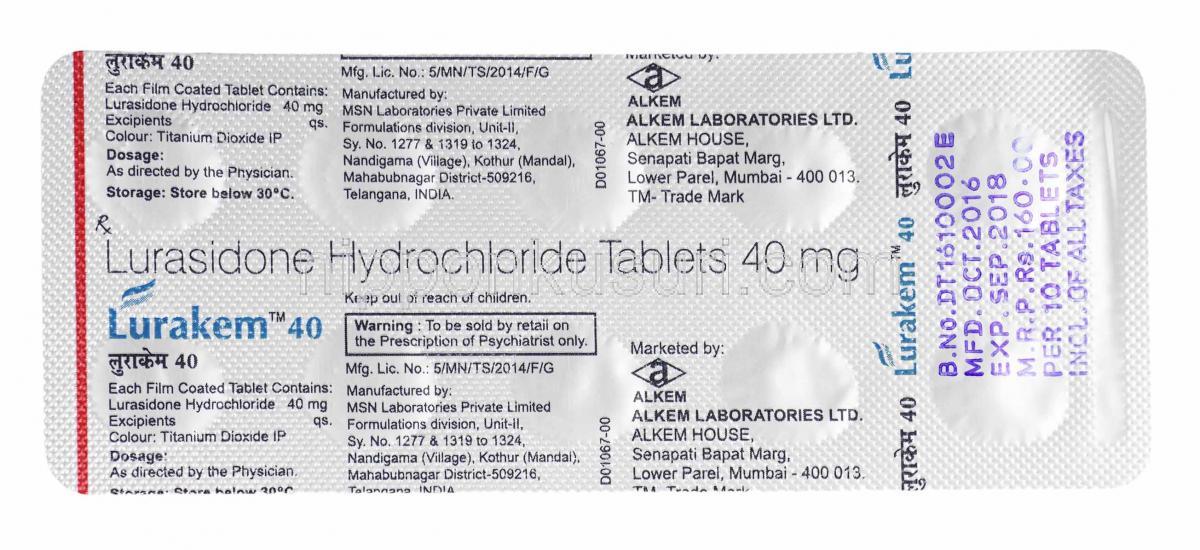 लुराकेम 40
Each Film Coated Tablet Contains:
Lurasidone Hydrochloride 40 mg
Excipients qs.
Colour: Titanium Dioxide IP
Dosage:
As directed by the Physician.
Storage: Store below 30°C.
Mfg. Lic. No.: 5/MN/TS/2014/F/G
Manufactured by:
MSN Laboratories Private Limited
Formulations division, Unit-II,
Sy. No. 1277 & 1319 to 1324,
Nandigama (Village), Kothur (Mandal),
Mahabubnagar District-509216,
Telangana, INDIA.
D01067-00
Marketed by:
a
ALKEM
ALKEM LABORATORIES LTD.
ALKEM HOUSE,
Senapati Bapat Marg,
Lower Parel, Mumbai - 400 013.
TM- Trade Mark
Rx
Lurasidone Hydrochloride Tablets 40 mg
Lurakem™ 40
लुराकेम 40
Each Film Coated Tablet Contains:
Lurasidone Hydrochloride 40 mg
Excipients qs.
Colour: Titanium Dioxide IP
Dosage:
As directed by the Physician.
Storage: Store below 30°C.
Keep out of reach of children.
Warning : To be sold by retail on
the Prescription of Psychiatrist only.
Mfg. Lic. No.: 5/MN/TS/2014/F/G
Manufactured by:
MSN Laboratories Private Limited
Formulations division, Unit-II,
Sy. No. 1277 & 1319 to 1324,
Nandigama (Village), Kothur (Mandal),
Mahabubnagar District-509216,
Telangana, INDIA
D01067-00
Marketed by:
a
ALKEM
ALKEM LABORATORIES LTD.
ALKEM HOUSE,
Senapati Bapat Marg,
Lower Parel, Mumbai - 400 013.
TM- Trade Mark
Lu
लुराकेम 40
Lurakem™ 40
लुराकेम 40
B.No.DT16100002E
MFD.OCT.2016
EXP.SEP.2018
M.R.P.Rs.160.00
PER 10 TABLETS
INCL.OF ALL TAXES